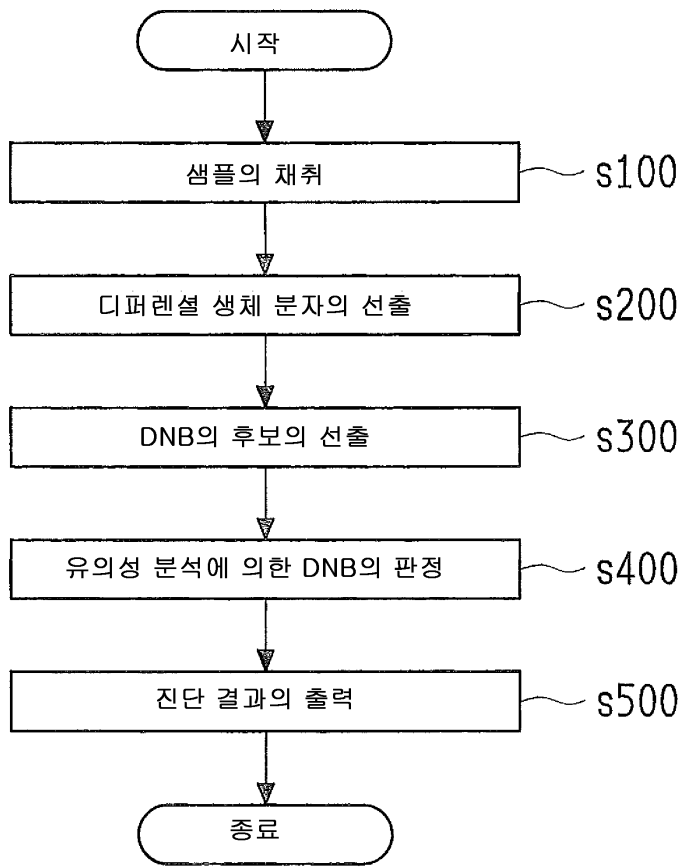 시작
샘플의 채취 s100
디퍼렌셜 생체 분자의 선출 s200
DNB의 후보의 선출 s300
유의성 분석에 의한 DNB의 판정 s400
진단 결과의 출력 s500
종료